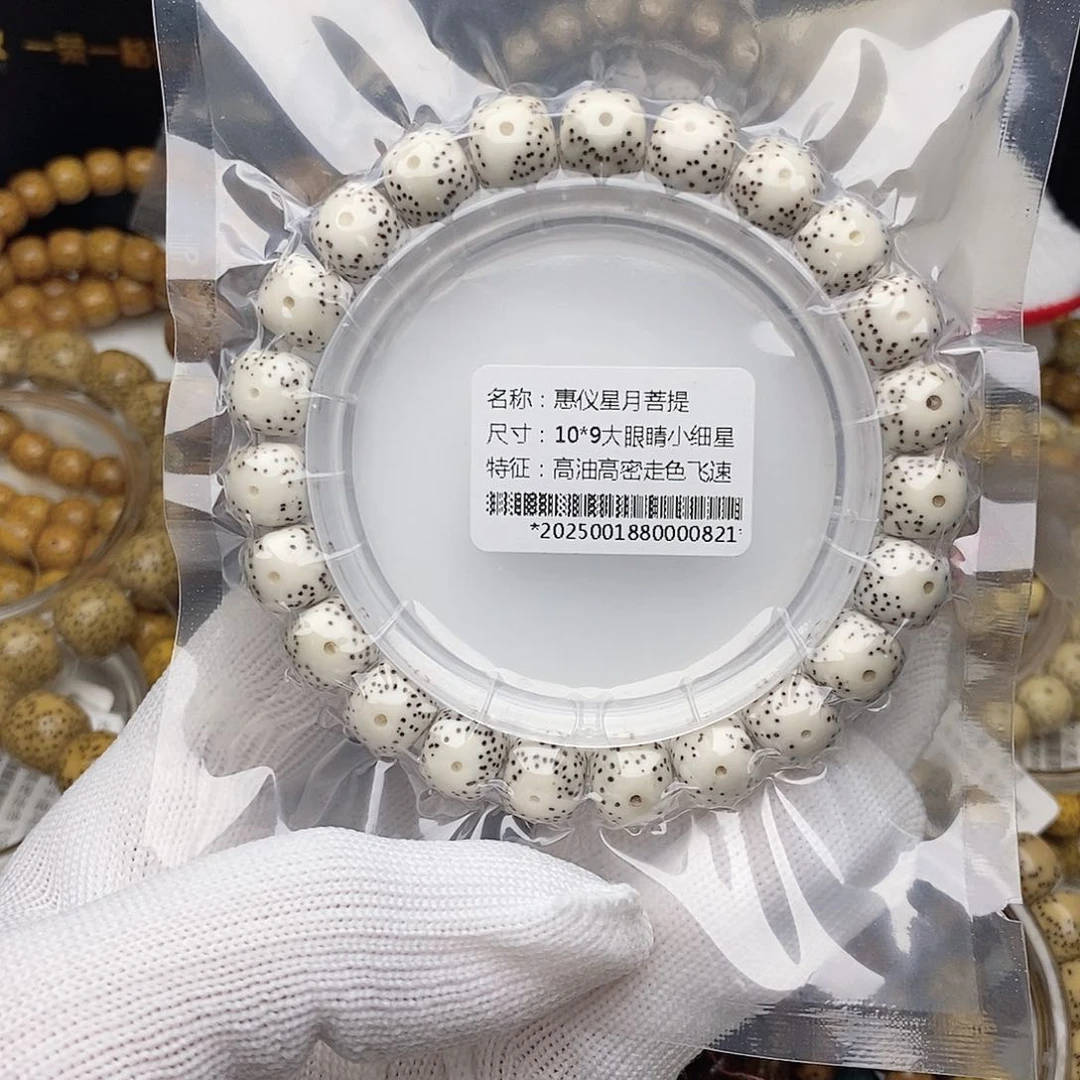 名称：惠仪星月菩提
尺寸：10*9大眼睛小细星
特征：高油高密走色飞速
*2025001880000821*